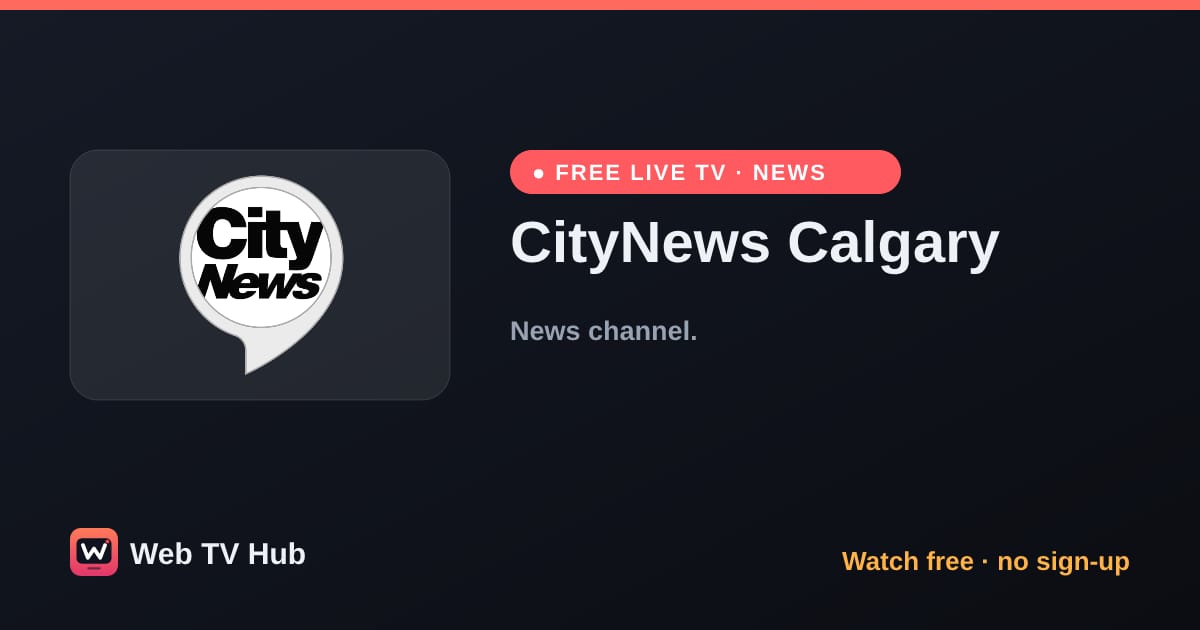 City
News
● FREE LIVE TV · NEWS
CityNews Calgary
News channel.
W
Web TV Hub
Watch free · no sign-up